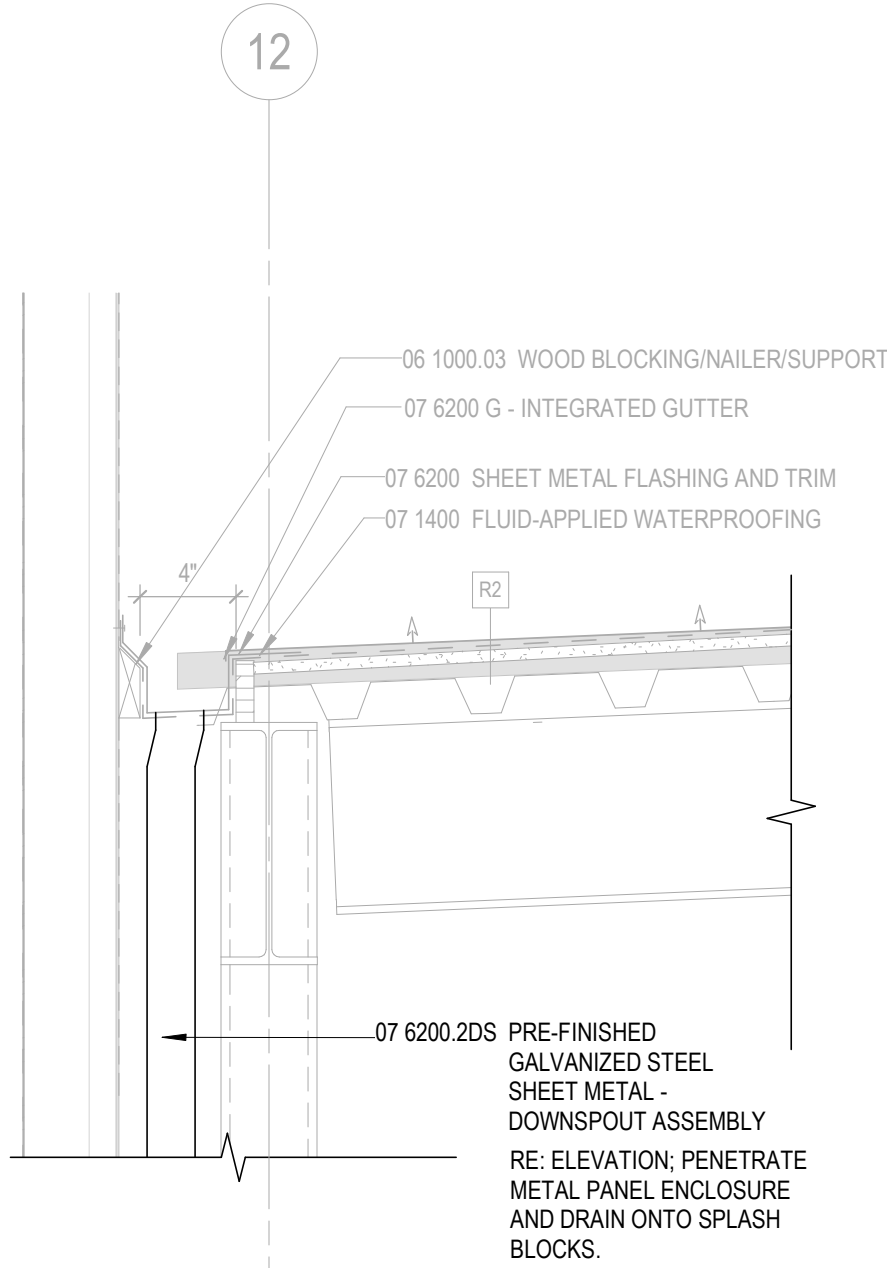 12
06 1000.03 WOOD BLOCKING/NAILER/SUPPORT
07 6200 G - INTEGRATED GUTTER
07 6200 SHEET METAL FLASHING AND TRIM
07 1400 FLUID-APPLIED WATERPROOFING
4"
R2
07 6200.2DS PRE-FINISHED
GALVANIZED STEEL
SHEET METAL -
DOWNSPOUT ASSEMBLY
RE: ELEVATION; PENETRATE
METAL PANEL ENCLOSURE
AND DRAIN ONTO SPLASH
BLOCKS.